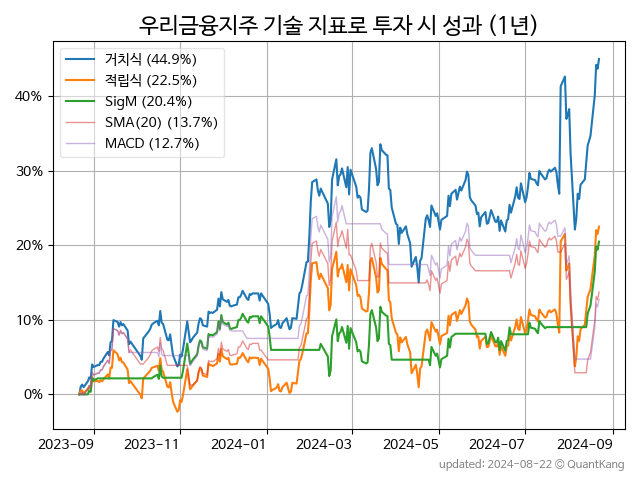 우리금융지주 기술 지표로 투자 시 성과 (1년)
거치식 (44.9%)
적립식 (22.5%)
SigM (20.4%)
SMA(20) (13.7%)
MACD (12.7%)
40%
30%
20%
10%
0%
2023-09 2023-11 2024-01 2024-03 2024-05 2024-07 2024-09
updated: 2024-08-22 @ QuantKang